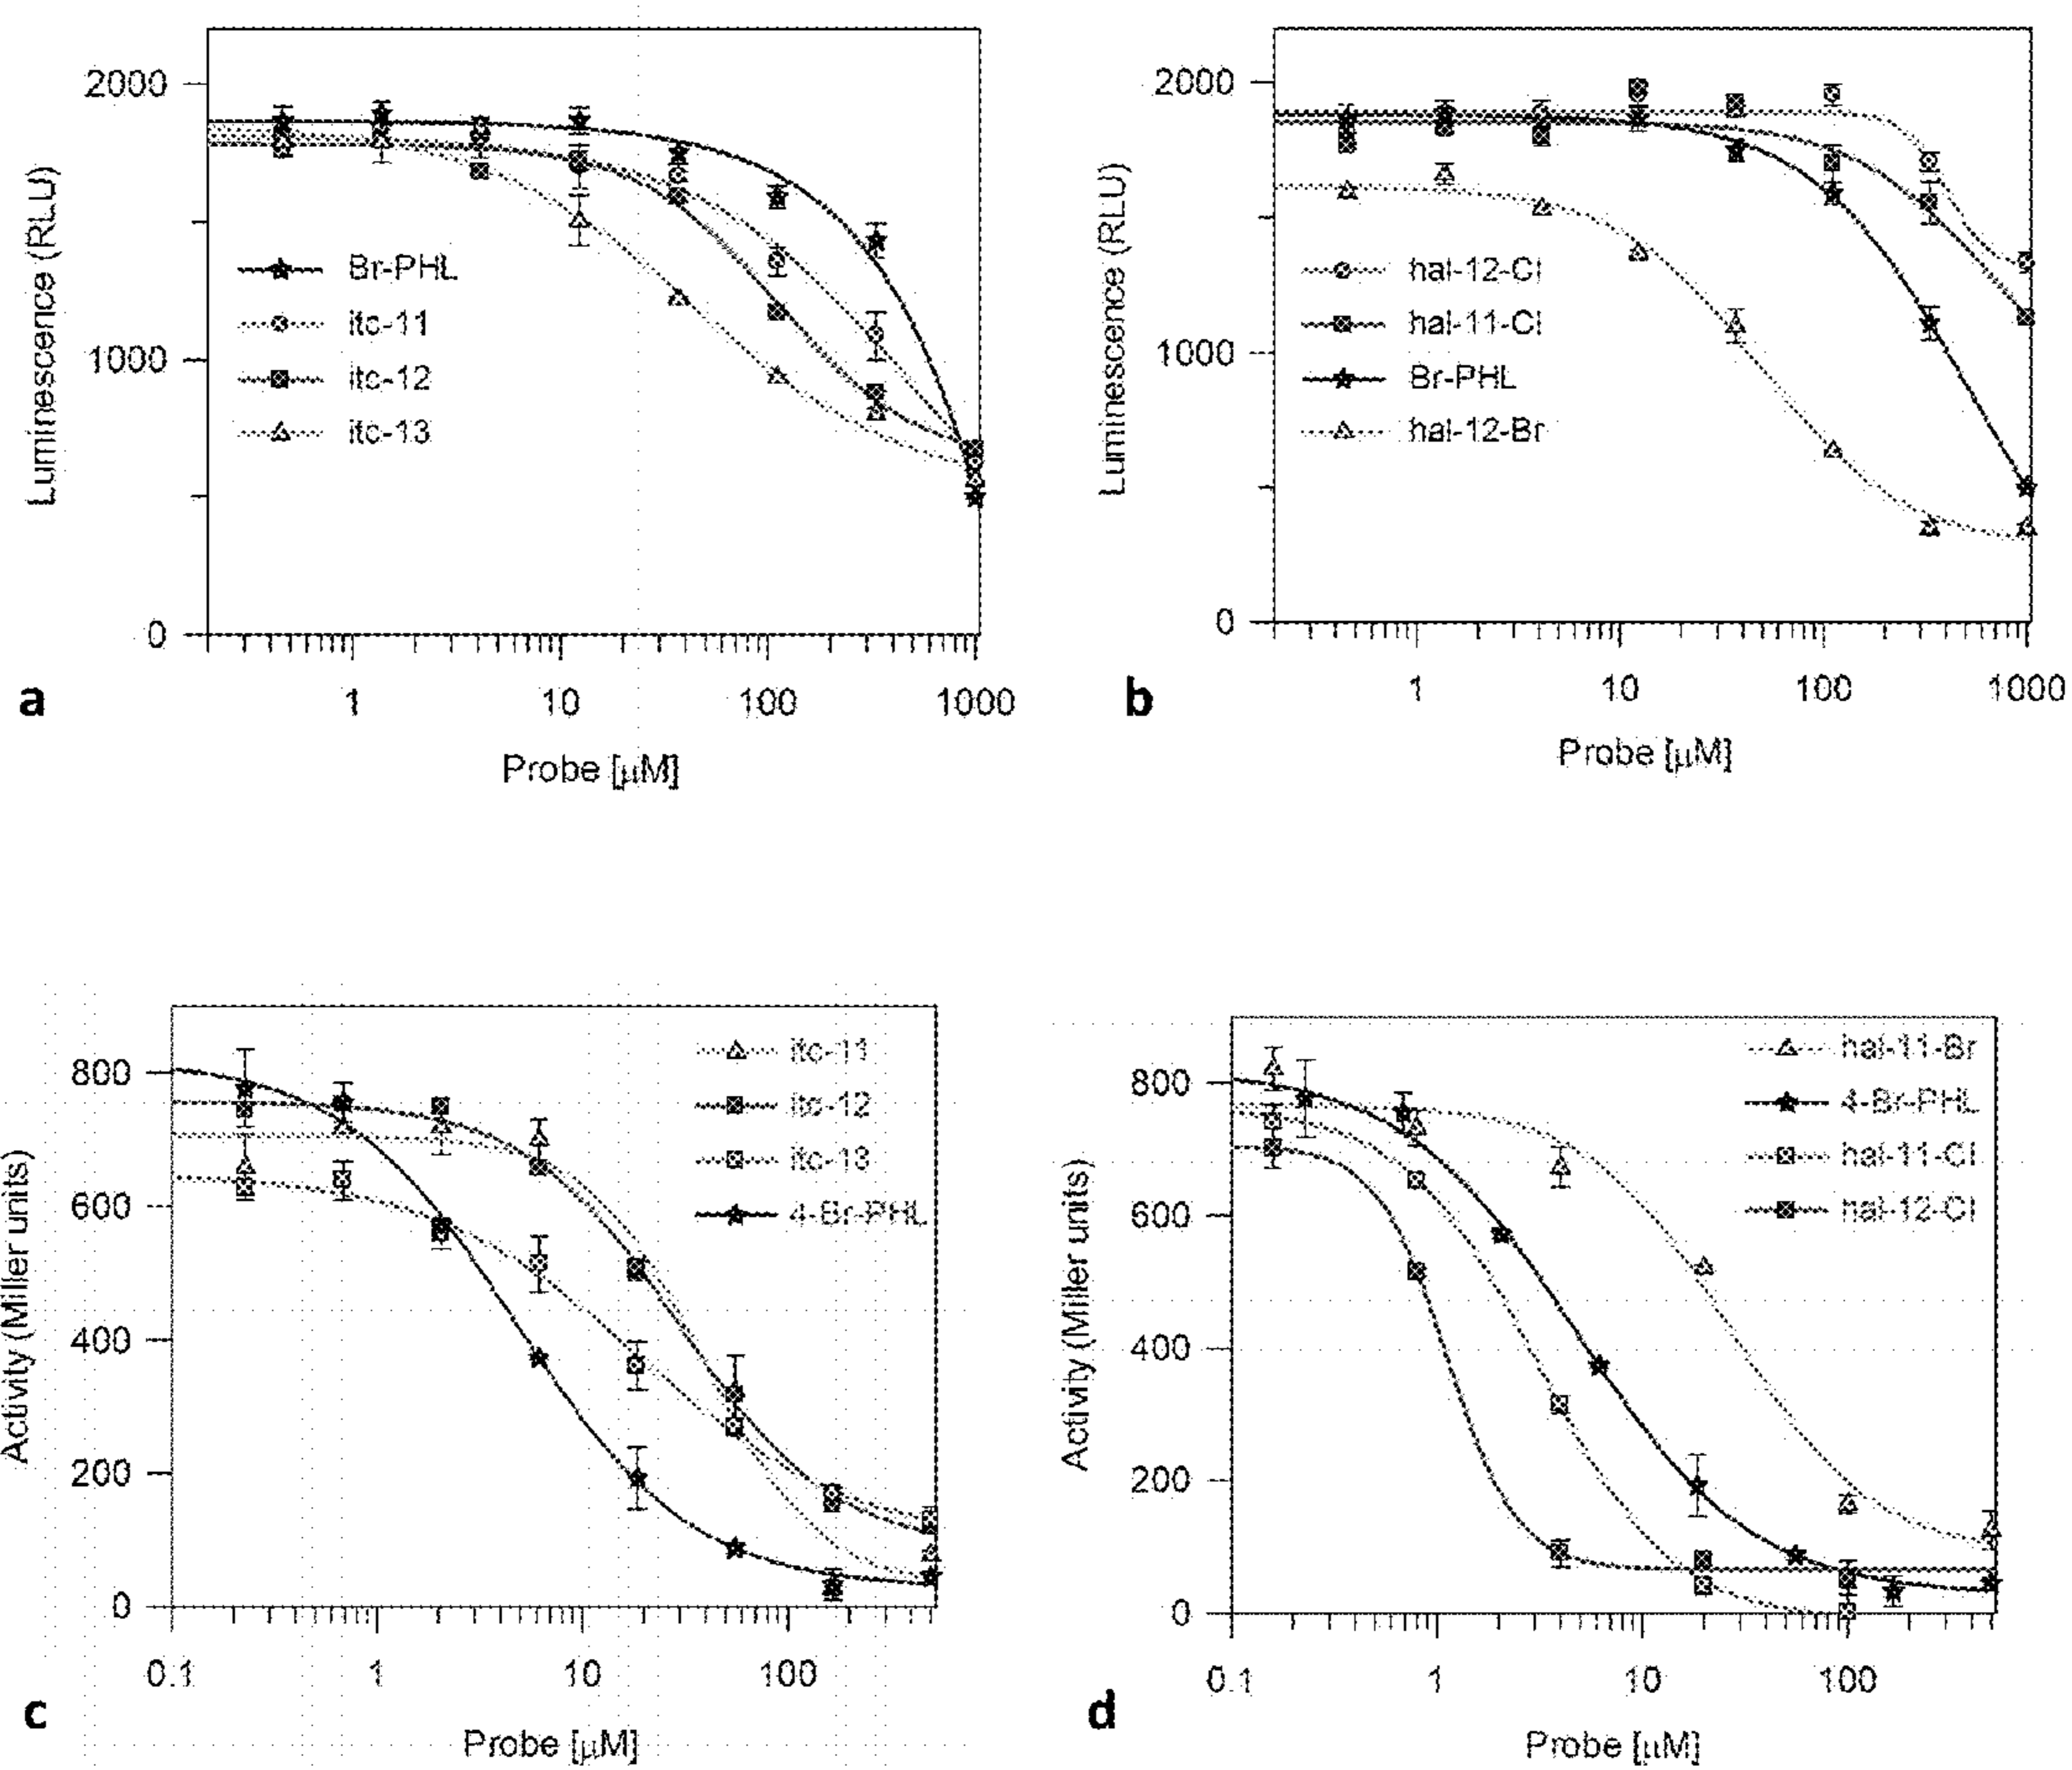 2000
1000
0
Luminescence (RLU)
Br-PHL
itc-11
itc-12
itc-13
1
10
100
1000
Probe [μM]
a
2000
1000
0
Luminescence (RLU)
hal-12-Cl
hal-11-Cl
Br-PHL
hal-12-Br
1
10
100
1000
Probe [μM]
b
800
600
400
200
0
Activity (Miller units)
itc-11
itc-12
itc-13
4-Br-PHL
0.1
1
10
100
Probe [μM]
c
800
600
400
200
0
Activity (Miller units)
hal-11-Br
4-Br-PHL
hal-11-Cl
hal-12-Cl
0.1
1
10
100
Probe [μM]
d